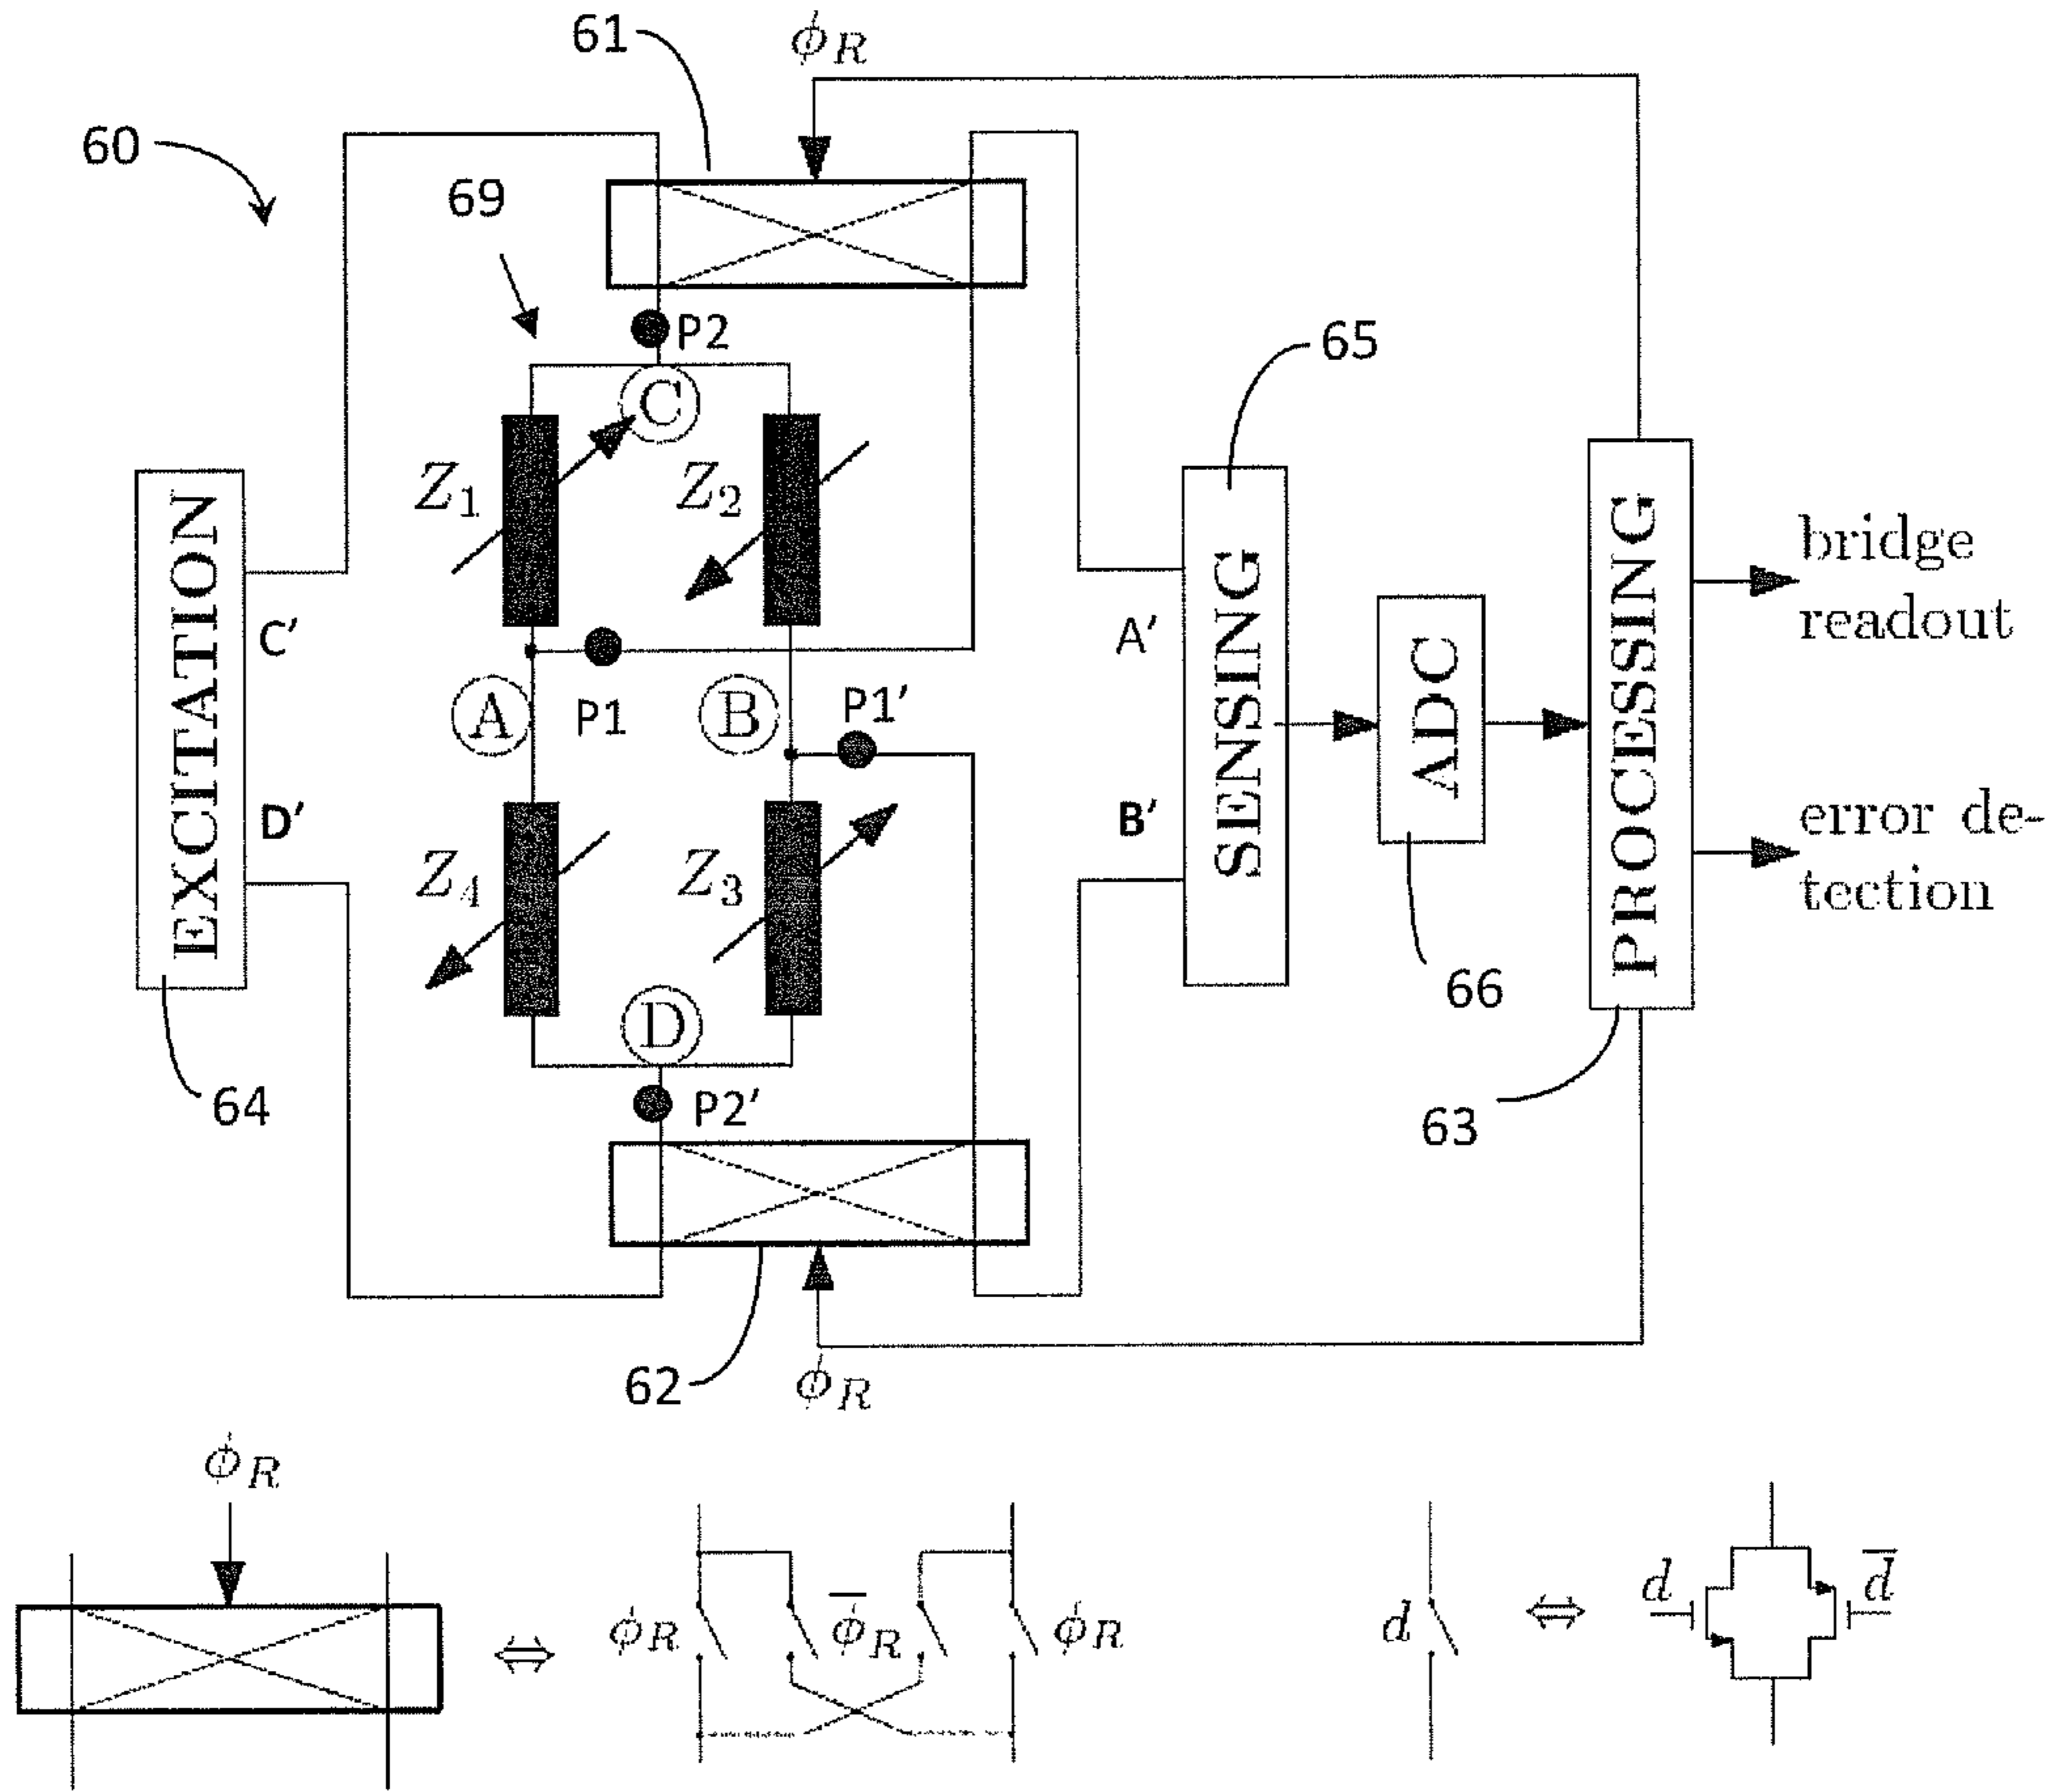 61
ϕR
60
69
P2
65
C
Z1
Z2
bridge
readout
C′
A′
A
P1
B
P1′
EXCITATION
SENSING
ADC
PROCESSING
D′
B′
error de-
tection
Z4
Z3
66
D
64
P2′
63
62
ϕR
ϕR
ϕR
ϕ̅R
ϕR
d
⇔
⇔
d
d̅